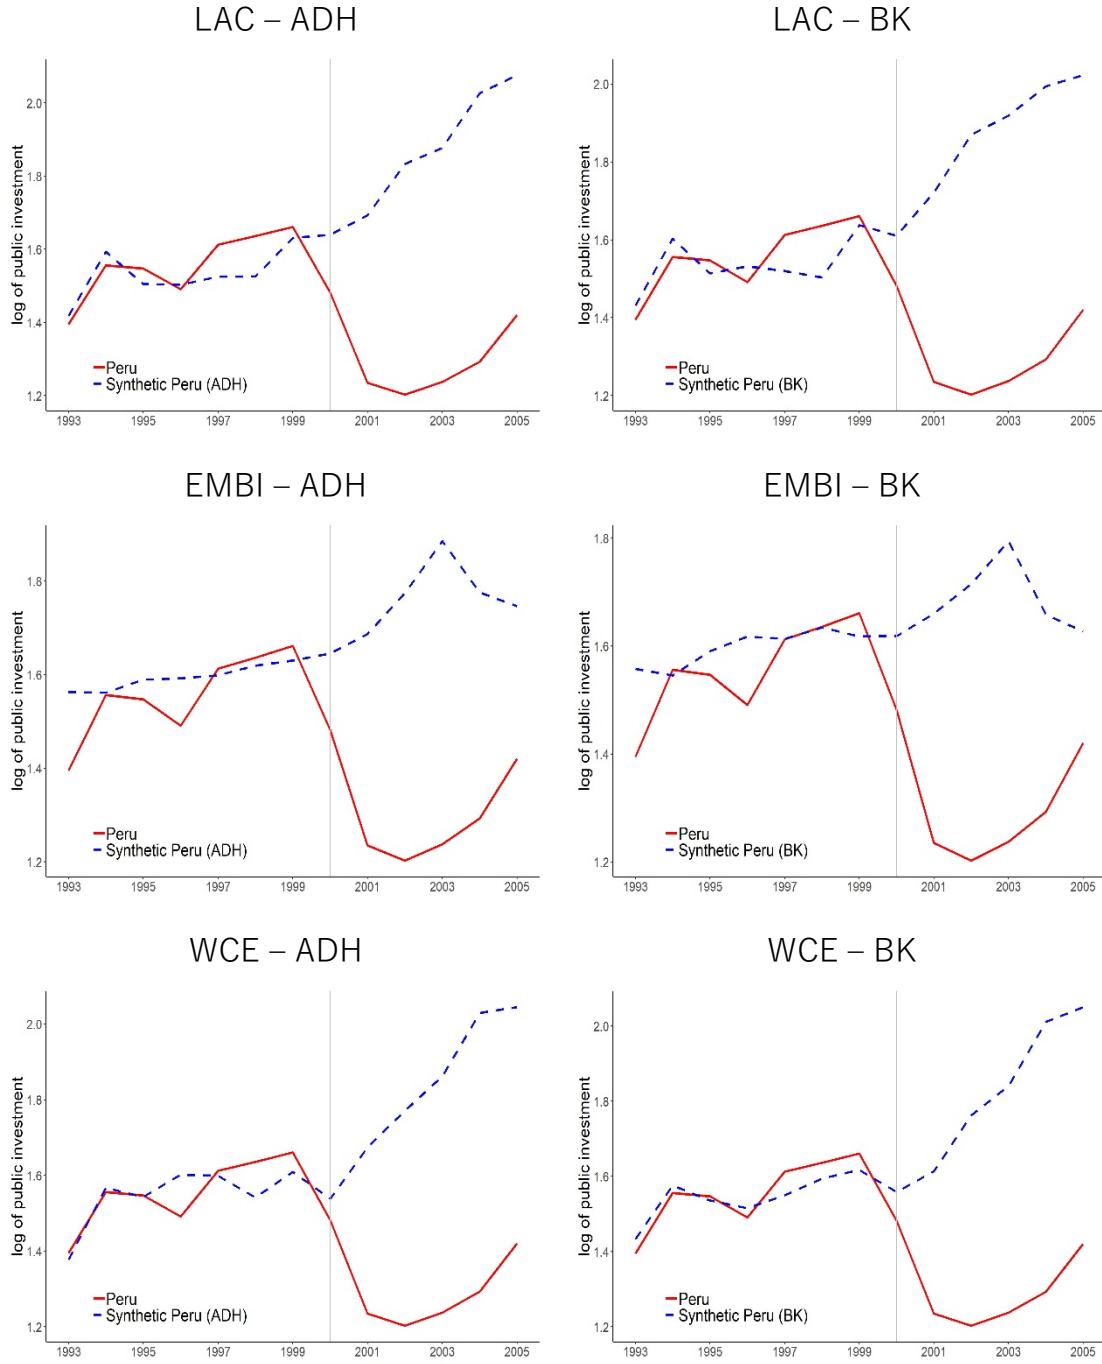 LAC – ADH
log of public investment
2.0
1.8
1.6
1.4
1.2
Peru
Synthetic Peru (ADH)
1993 1995 1997 1999 2001 2003 2005
LAC – BK
log of public investment
2.0
1.8
1.6
1.4
1.2
Peru
Synthetic Peru (BK)
1993 1995 1997 1999 2001 2003 2005
EMBI – ADH
log of public investment
1.8
1.6
1.4
1.2
Peru
Synthetic Peru (ADH)
1993 1995 1997 1999 2001 2003 2005
EMBI – BK
log of public investment
1.8
1.6
1.4
1.2
Peru
Synthetic Peru (BK)
1993 1995 1997 1999 2001 2003 2005
WCE – ADH
log of public investment
2.0
1.8
1.6
1.4
1.2
Peru
Synthetic Peru (ADH)
1993 1995 1997 1999 2001 2003 2005
WCE – BK
log of public investment
2.0
1.8
1.6
1.4
1.2
Peru
Synthetic Peru (BK)
1993 1995 1997 1999 2001 2003 2005